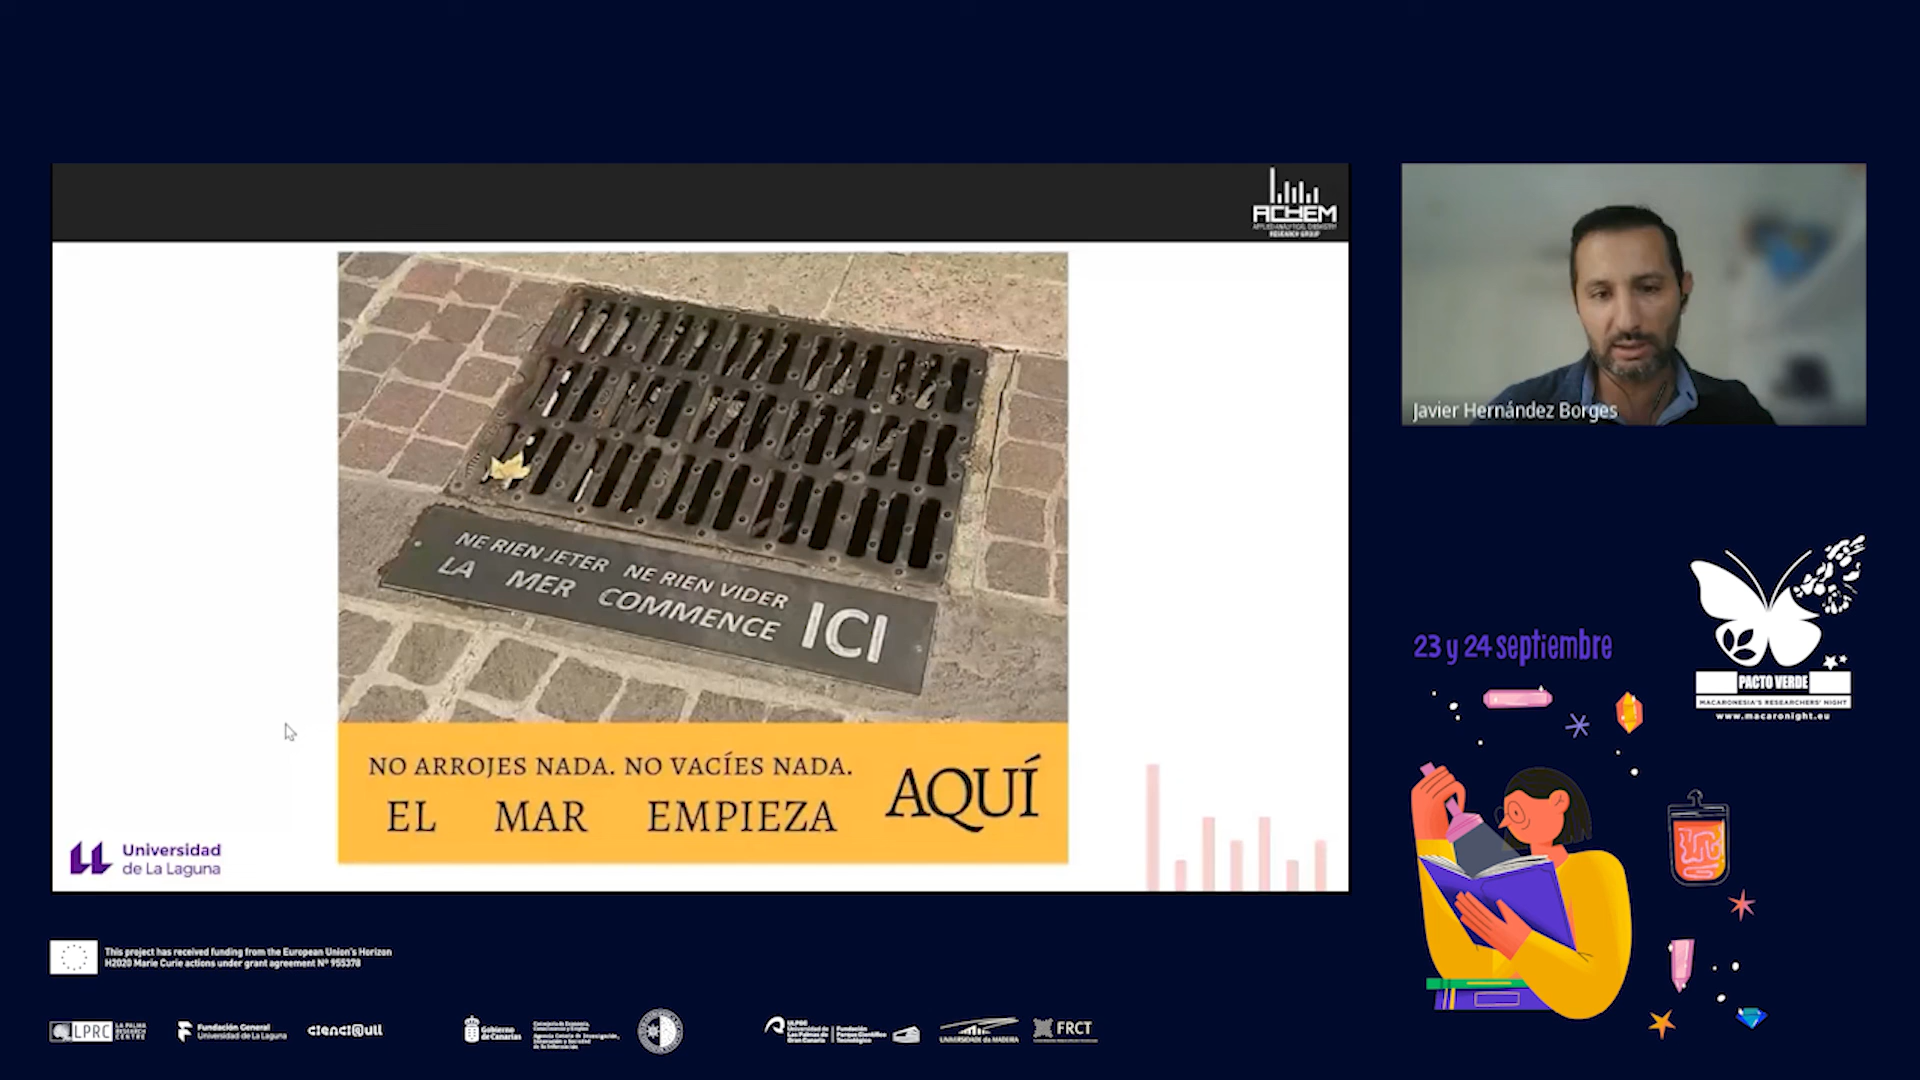 ACHEM
APPLIED ANALYTICAL CHEMISTRY
RESEARCH GROUP
NE RIEN JETER NE RIEN VIDER
LA MER COMMENCE ICI
NO ARROJES NADA. NO VACÍES NADA.
EL MAR EMPIEZA AQUÍ
Universidad
de La Laguna
Javier Hernández Borges
23 y 24 septiembre
PACTO VERDE
MACARONESIA'S RESEARCHERS' NIGHT
www.macaronight.eu
This project has received funding from the European Union's Horizon
H2020 Marie Curie actions under grant agreement Nº 955378
LPRC
LA PALMA
RESEARCH
CENTRE
Fundación General
Universidad de La Laguna
cienci@ull
Gobierno
de Canarias
ULPGC
Universidad de
Las Palmas de
Gran Canaria
Fundación
Parque Científico
Tecnológico
UNIVERSIDADE da MADEIRA
FRCT